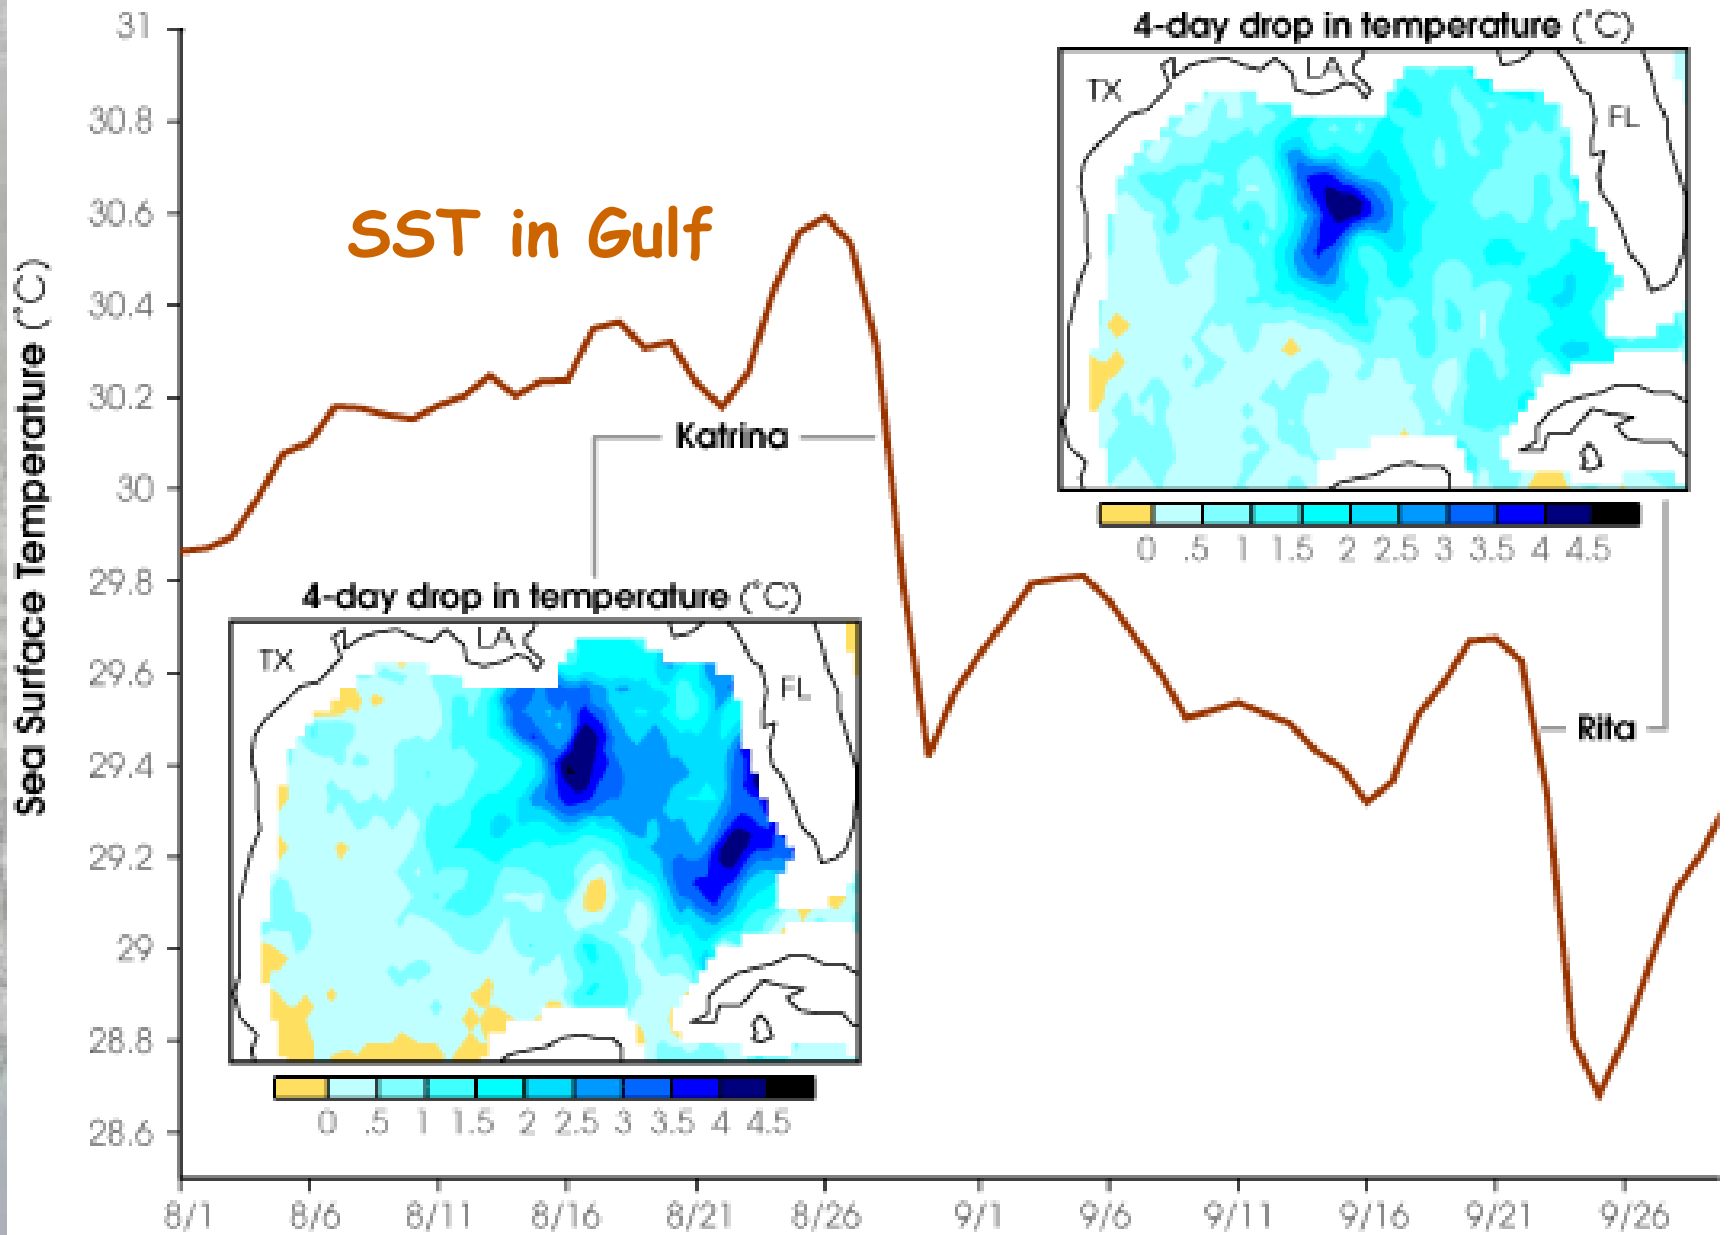 4-day drop in temperature (°C)
TX
LA
FL
0 .5 1 1.5 2 2.5 3 3.5 4 4.5
SST in Gulf
Katrina
Rita
4-day drop in temperature (°C)
TX
LA
FL
0 .5 1 1.5 2 2.5 3 3.5 4 4.5
Sea Surface Temperature (°C)
31
30.8
30.6
30.4
30.2
30
29.8
29.6
29.4
29.2
29
28.8
28.6
8/1 8/6 8/11 8/16 8/21 8/26 9/1 9/6 9/11 9/16 9/21 9/26